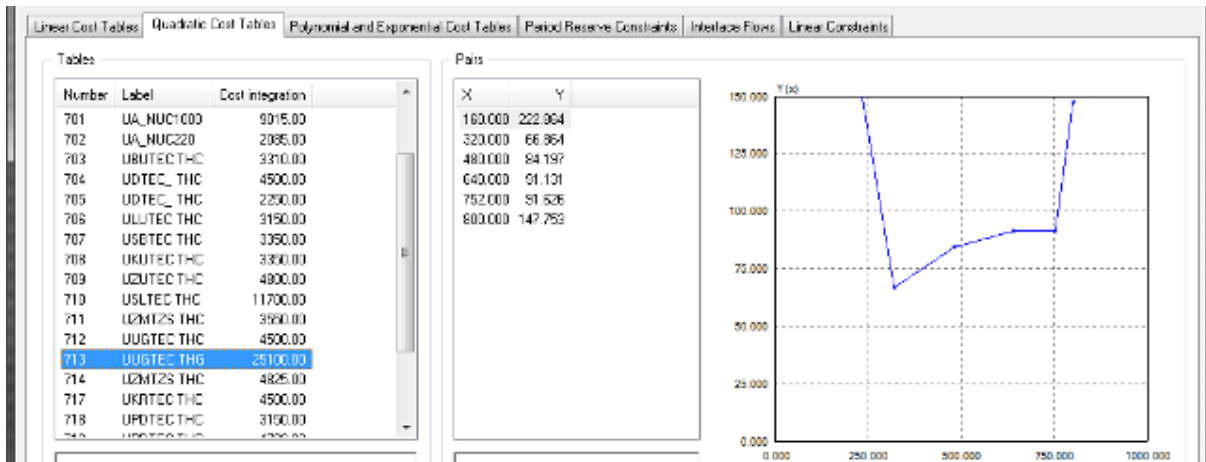 Linear Cost Tables Quadratic Cost Tables Polynomial and Exponential Cost Tables Period Reserve Constraints Interface Flows Linear Constraints
Tables
Number Label Cost integration
701 UA_NUC1000 9015.00
702 UA_NUC220 2085.00
703 UBUTEC THC 3310.00
704 UDTEC_ THC 4500.00
705 UDTEC_ THC 2250.00
706 ULUTEC THC 3150.00
707 USBTEC THC 3350.00
708 UKUTEC THC 3350.00
709 UZUTEC THC 4900.00
710 USLTEC THC 11700.00
711 UZMTZS THC 3550.00
712 UUGTEC THC 4500.00
713 UUGTEC THG 25100.00
714 UZMTZS THC 4825.00
717 UKRTEC THC 4500.00
718 UPDTEC THC 3150.00
Pairs
X Y
160.000 222.864
320.000 66.864
480.000 84.197
640.000 91.131
752.000 91.626
800.000 147.753
Y (x)
150.000
125.000
100.000
75.000
50.000
25.000
0.000
0.000 250.000 500.000 750.000 1000.000